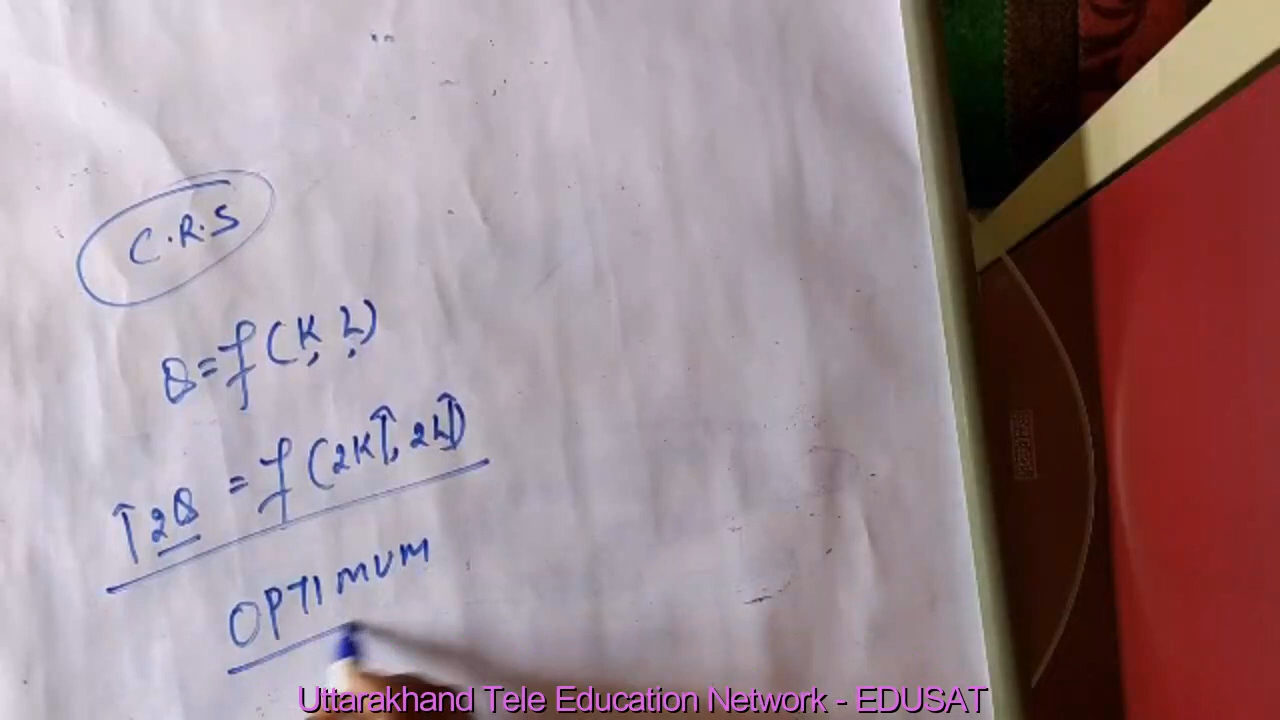 C.R.S
Q = f (K, L)
↑ 2Q = f (2K↑, 2L↑)
OPTIMUM
Uttarakhand Tele Education Network - EDUSAT